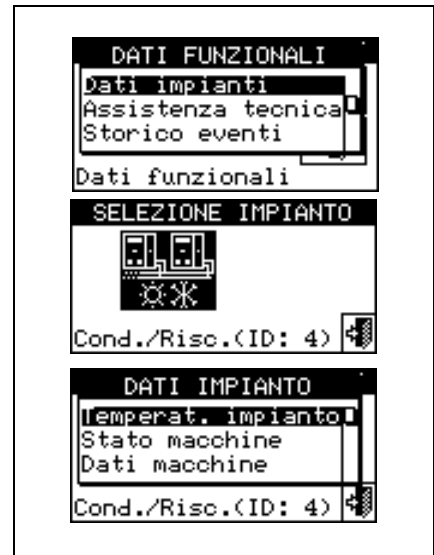 DATI FUNZIONALI
Dati impianti
Assistenza tecnica
Storico eventi
Dati funzionali
SELEZIONE IMPIANTO
Cond./Risc.(ID: 4)
DATI IMPIANTO
Temperat. impianto
Stato macchine
Dati macchine
Cond./Risc.(ID: 4)